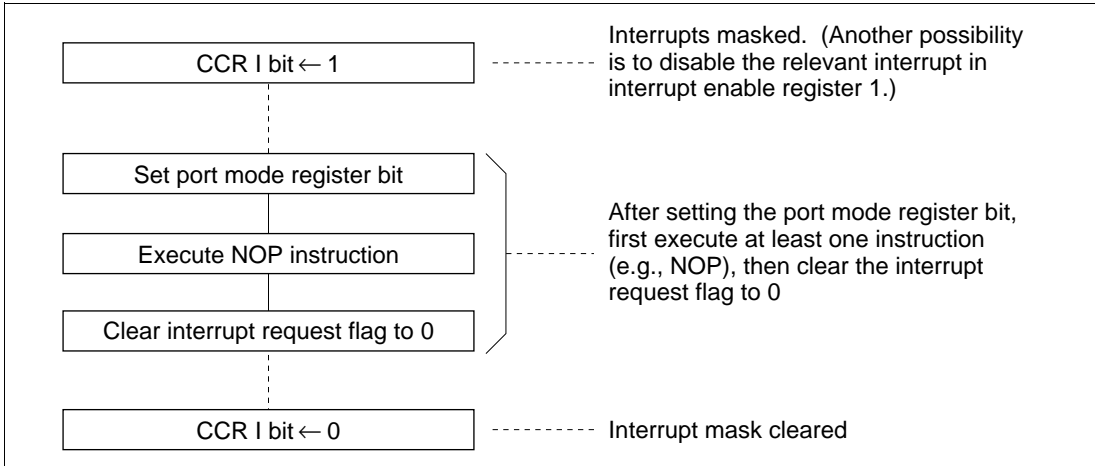 CCR I bit ← 1
Interrupts masked. (Another possibility
is to disable the relevant interrupt in
interrupt enable register 1.)
Set port mode register bit
Execute NOP instruction
Clear interrupt request flag to 0
After setting the port mode register bit,
first execute at least one instruction
(e.g., NOP), then clear the interrupt
request flag to 0
CCR I bit ← 0
Interrupt mask cleared